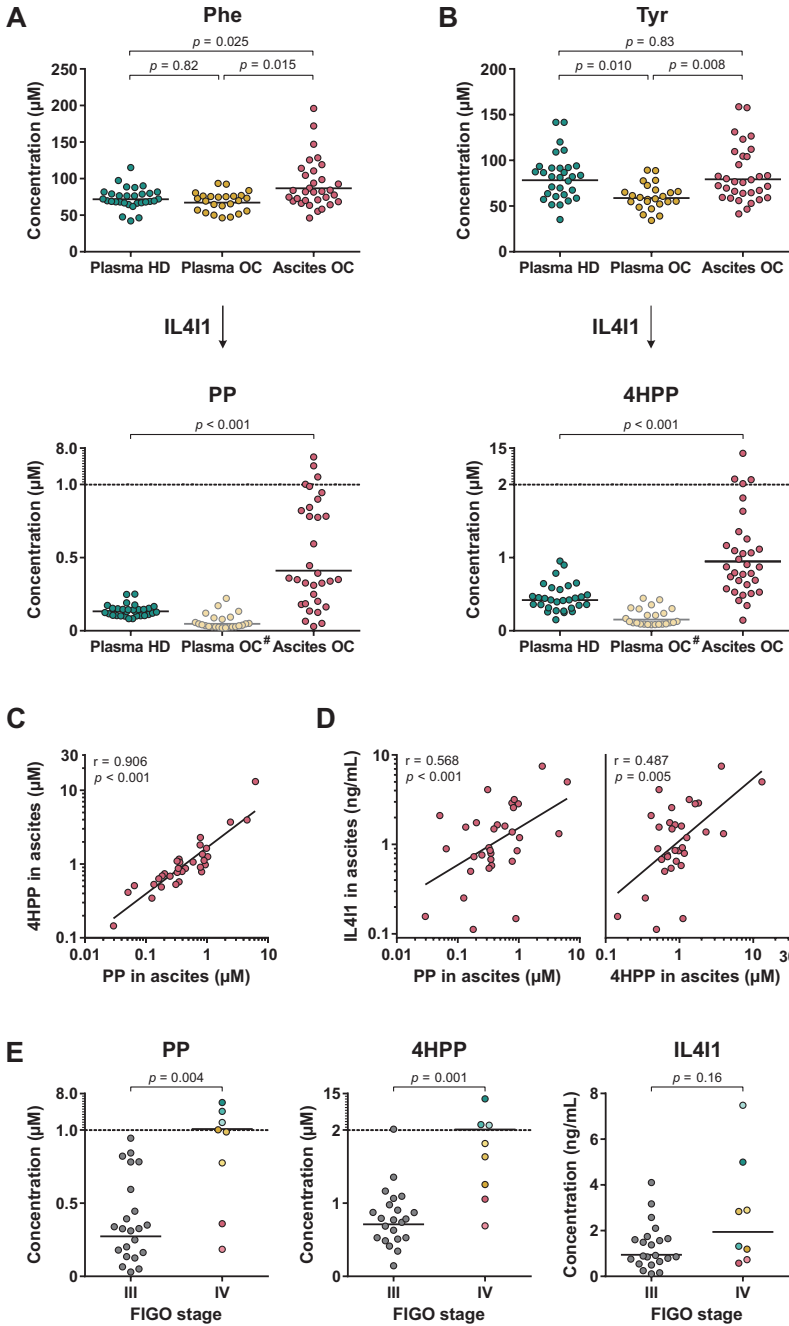 A
Phe
p = 0.025
p = 0.82
p = 0.015
Concentration (µM)
250
200
150
100
50
0
Plasma HD
Plasma OC
Ascites OC
IL4I1
PP
p < 0.001
Concentration (µM)
8.0
1.0
0.5
0
Plasma HD
Plasma OC#
Ascites OC
B
Tyr
p = 0.83
p = 0.010
p = 0.008
Concentration (µM)
200
150
100
50
0
Plasma HD
Plasma OC
Ascites OC
IL4I1
4HPP
p < 0.001
Concentration (µM)
15
2
1
0
Plasma HD
Plasma OC#
Ascites OC
C
r = 0.906
p < 0.001
4HPP in ascites (µM)
30
10
1
0.1
0.01
0.1
1
10
PP in ascites (µM)
D
r = 0.568
p < 0.001
IL4I1 in ascites (ng/mL)
10
1
0.1
0.01
0.1
1
10
PP in ascites (µM)
r = 0.487
p = 0.005
0.1
1
10
30
4HPP in ascites (µM)
E
PP
p = 0.004
Concentration (µM)
8.0
1.0
0.5
0
III
IV
FIGO stage
4HPP
p = 0.001
Concentration (µM)
15
2
1
0
III
IV
FIGO stage
IL4I1
p = 0.16
Concentration (ng/mL)
8
6
4
2
0
III
IV
FIGO stage